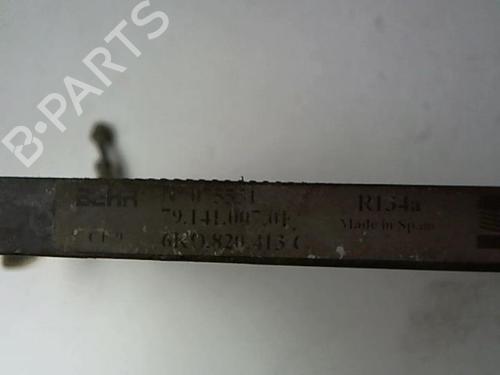 B-PARTS
BEHR
R134a
79.141.007.01
Made in Spain
6K0.820.413 C